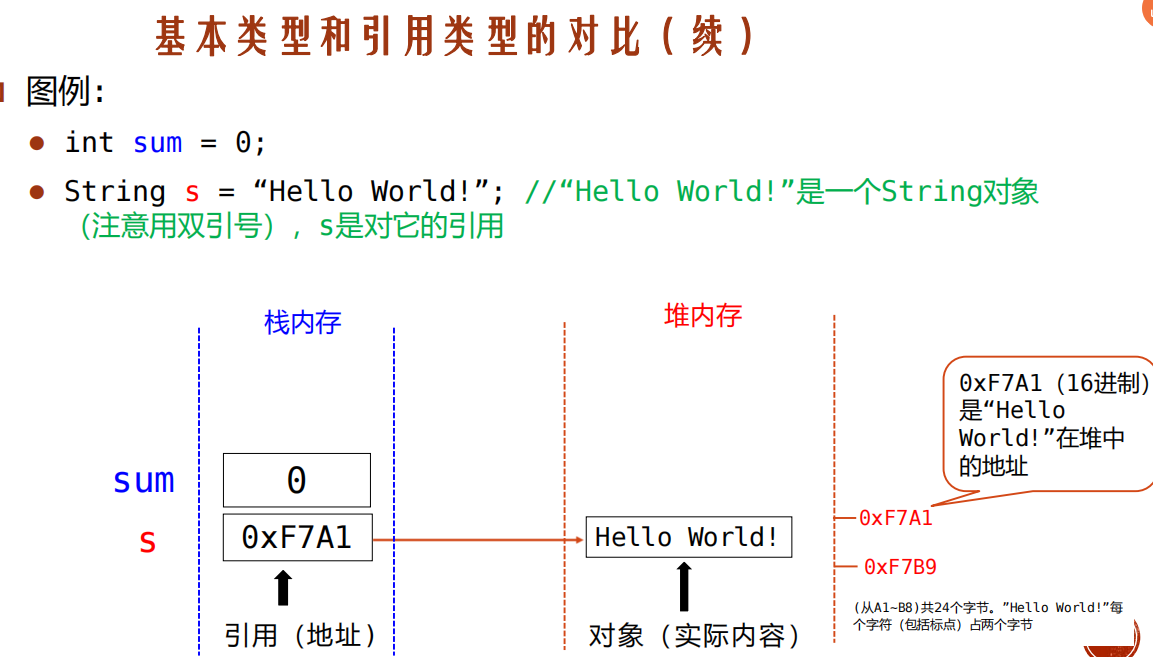 基本类型和引用类型的对比(续)
图例:
int sum = 0;
String s = “Hello World!”; //“Hello World!”是一个String对象
（注意用双引号）, s是对它的引用
栈内存
堆内存
0xF7A1（16进制）
是“Hello
World!”在堆中
的地址
sum
0
s
0xF7A1
Hello World!
0xF7A1
0xF7B9
引用（地址）
对象（实际内容）
(从A1~B8)共24个字节。”Hello World!”每
个字符（包括标点）占两个字节